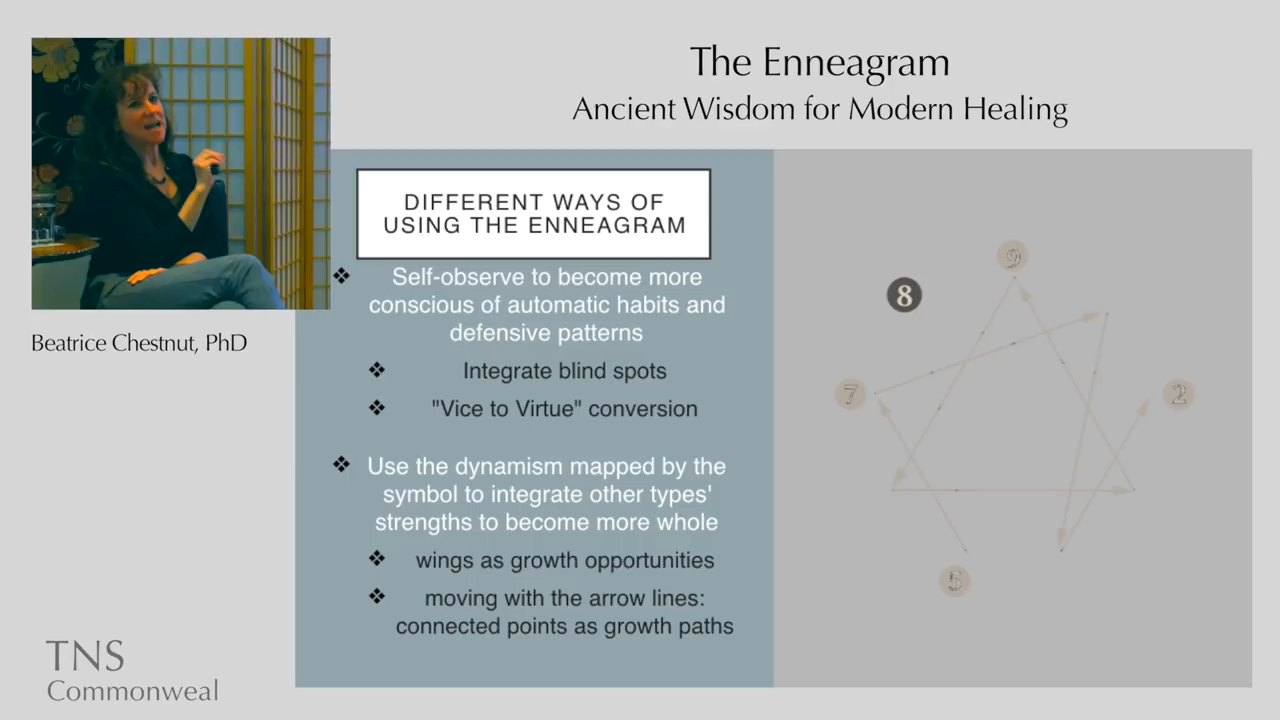 The Enneagram
Ancient Wisdom for Modern Healing
DIFFERENT WAYS OF
USING THE ENNEAGRAM
Self-observe to become more
conscious of automatic habits and
defensive patterns
Integrate blind spots
"Vice to Virtue" conversion
Use the dynamism mapped by the
symbol to integrate other types'
strengths to become more whole
wings as growth opportunities
moving with the arrow lines:
connected points as growth paths
9
8
7
2
5
Beatrice Chestnut, PhD
TNS
Commonweal